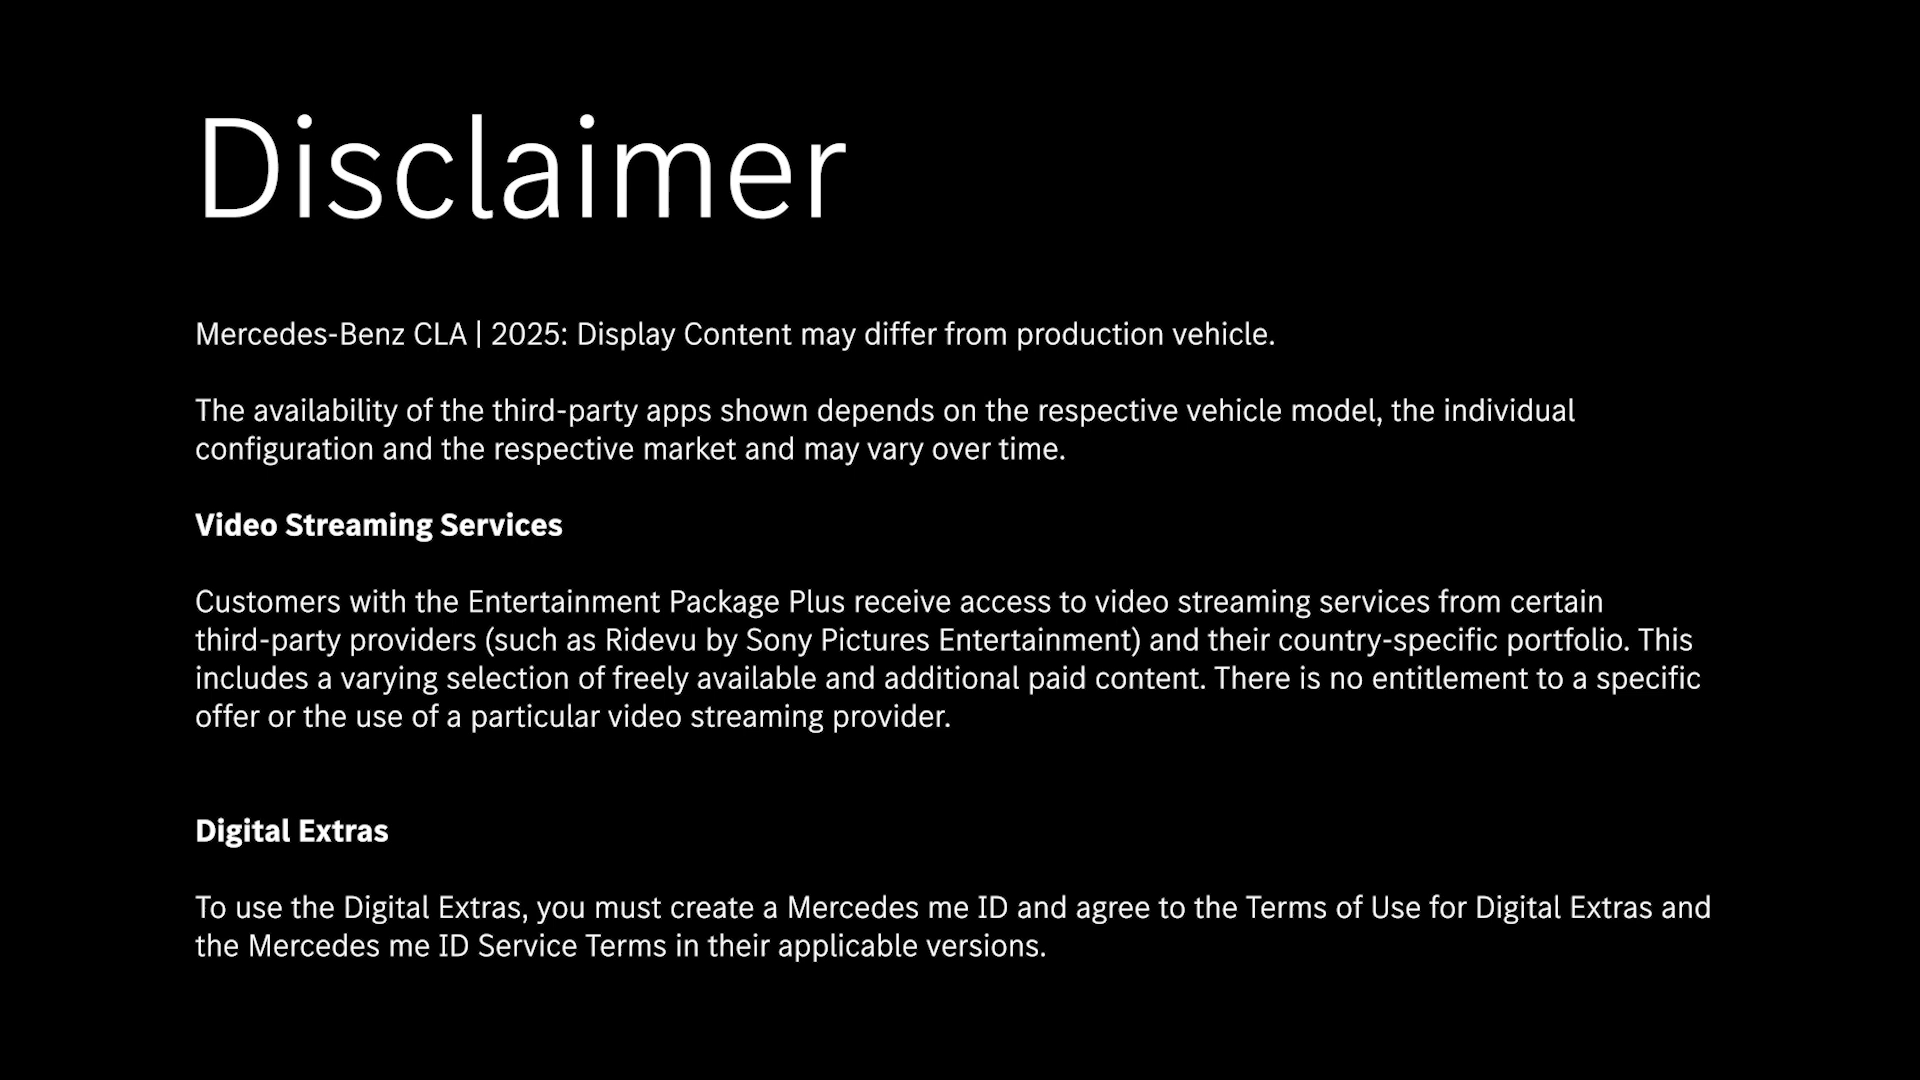 Disclaimer
Mercedes-Benz CLA | 2025: Display Content may differ from production vehicle.
The availability of the third-party apps shown depends on the respective vehicle model, the individual
configuration and the respective market and may vary over time.
Video Streaming Services
Customers with the Entertainment Package Plus receive access to video streaming services from certain
third-party providers (such as Ridevu by Sony Pictures Entertainment) and their country-specific portfolio. This
includes a varying selection of freely available and additional paid content. There is no entitlement to a specific
offer or the use of a particular video streaming provider.
Digital Extras
To use the Digital Extras, you must create a Mercedes me ID and agree to the Terms of Use for Digital Extras and
the Mercedes me ID Service Terms in their applicable versions.